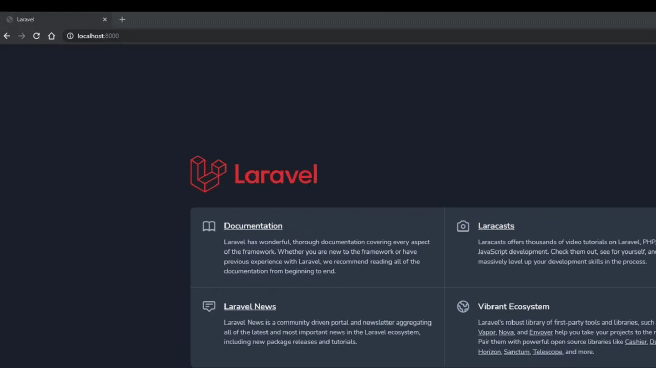 Laravel
localhost:8000
Laravel
Documentation
Laravel has wonderful, thorough documentation covering every aspect
of the framework. Whether you are new to the framework or have
previous experience with Laravel, we recommend reading all of the
documentation from beginning to end.
Laracasts
Laracasts offers thousands of video tutorials on Laravel, PHP,
JavaScript development. Check them out, see for yourself, and
massively level up your development skills in the process.
Laravel News
Laravel News is a community driven portal and newsletter aggregating
all of the latest and most important news in the Laravel ecosystem,
including new package releases and tutorials.
Vibrant Ecosystem
Laravel's robust library of first-party tools and libraries, such
Vapor, Nova, and Envoyer help you take your projects to the
Pair them with powerful open source libraries like Cashier,
Horizon, Sanctum, Telescope, and more.